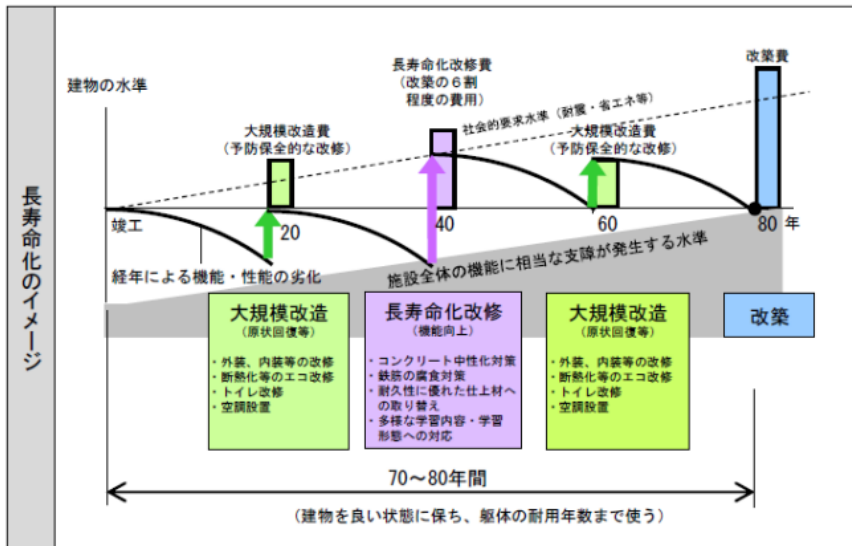 長寿命化のイメージ
建物の水準
改築費
長寿命化改修費
(改築の6割
程度の費用)
社会的要求水準(耐震・省エネ等)
大規模改造費
(予防保全的な改修)
大規模改造費
(予防保全的な改修)
竣工
20
40
60
80 年
経年による機能・性能の劣化
施設全体の機能に相当な支障が発生する水準
大規模改造
(原状回復等)
・外装、内装等の改修
・断熱化等のエコ改修
・トイレ改修
・空調設置
長寿命化改修
(機能向上)
・コンクリート中性化対策
・鉄筋の腐食対策
・耐久性に優れた仕上材へ
の取り替え
・多様な学習内容・学習
形態への対応
大規模改造
(原状回復等)
・外装、内装等の改修
・断熱化等のエコ改修
・トイレ改修
・空調設置
改築
70~80年間
(建物を良い状態に保ち、躯体の耐用年数まで使う)